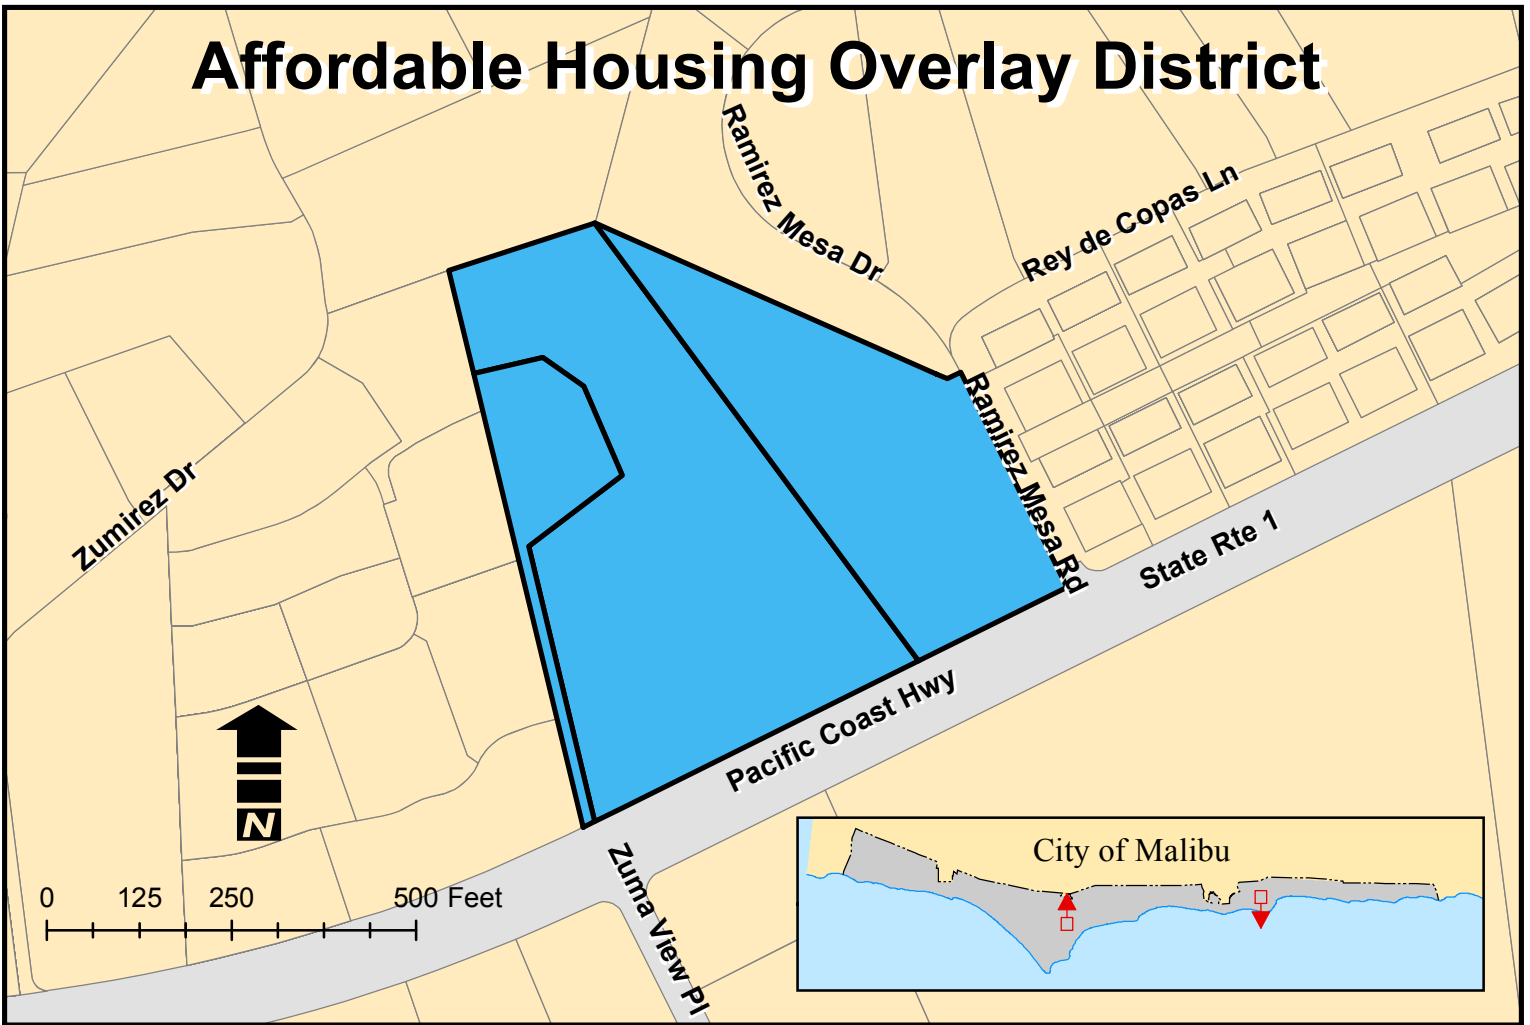 Affordable Housing Overlay District
Ramirez Mesa Dr
Rey de Copas Ln
Ramirez Mesa Rd
Zumirez Dr
State Rte 1
Pacific Coast Hwy
Zuma View Pl
N
0 125 250 500 Feet
City of Malibu